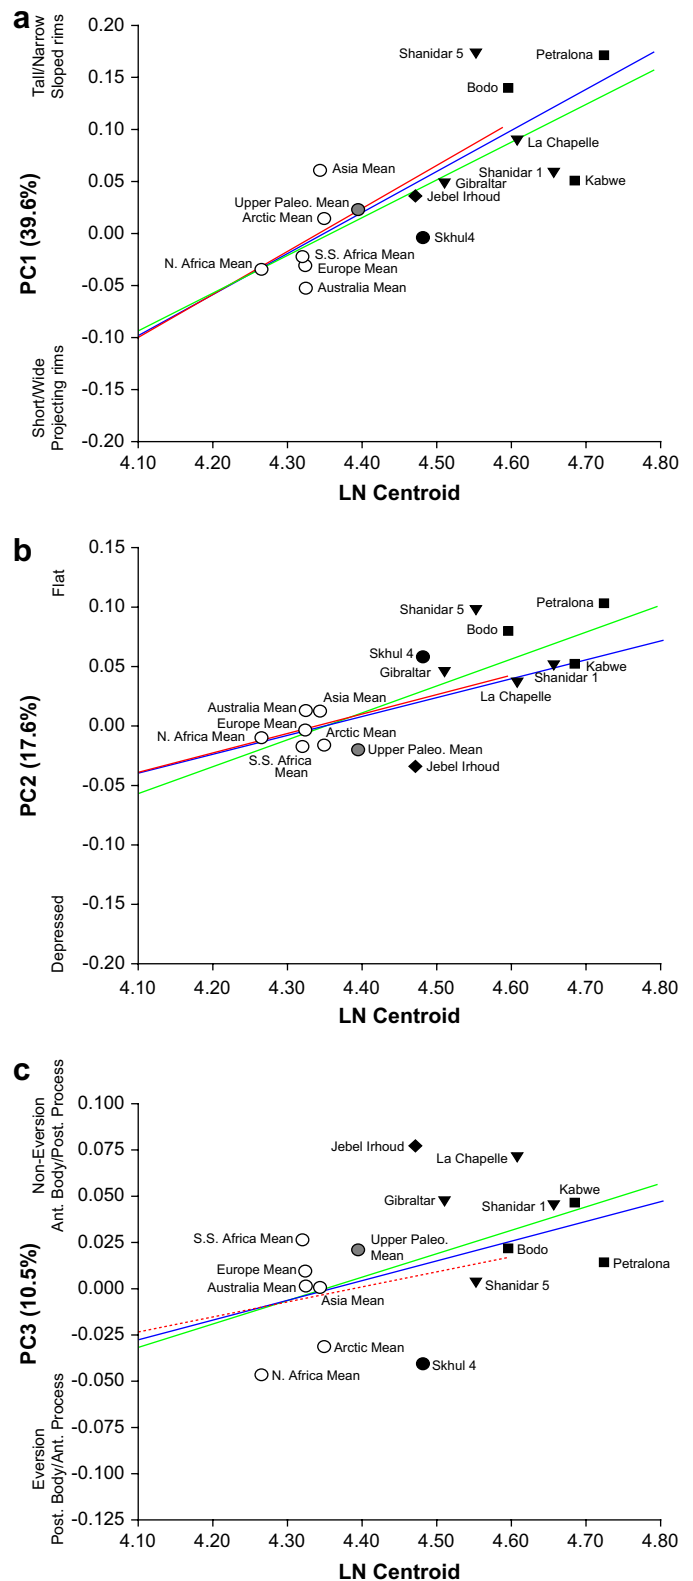 a
Tall/Narrow
Sloped rims
PC1 (39.6%)
Short/Wide
Projecting rims
0.20
0.15
0.10
0.05
0.00
-0.05
-0.10
-0.15
-0.20
Shanidar 5
Petralona
Bodo
La Chapelle
Asia Mean
Shanidar 1
Kabwe
Gibraltar
Upper Paleo. Mean
Jebel Irhoud
Arctic Mean
Skhul4
S.S. Africa Mean
N. Africa Mean
Europe Mean
Australia Mean
4.10 4.20 4.30 4.40 4.50 4.60 4.70 4.80
LN Centroid
b
Flat
PC2 (17.6%)
Depressed
0.15
0.10
0.05
0.00
-0.05
-0.10
-0.15
-0.20
Shanidar 5
Petralona
Bodo
Skhul 4
Gibraltar
Kabwe
Shanidar 1
La Chapelle
Australia Mean
Asia Mean
Europe Mean
N. Africa Mean
Arctic Mean
Upper Paleo. Mean
S.S. Africa
Mean
Jebel Irhoud
4.10 4.20 4.30 4.40 4.50 4.60 4.70 4.80
LN Centroid
c
Non-Eversion
Ant. Body/Post. Process
PC3 (10.5%)
Eversion
Post. Body/Ant. Process
0.100
0.075
0.050
0.025
0.000
-0.025
-0.050
-0.075
-0.100
-0.125
Jebel Irhoud
La Chapelle
Kabwe
Gibraltar
Shanidar 1
S.S. Africa Mean
Upper Paleo.
Mean
Bodo
Petralona
Europe Mean
Australia Mean
Shanidar 5
Asia Mean
Arctic Mean
Skhul 4
N. Africa Mean
4.10 4.20 4.30 4.40 4.50 4.60 4.70 4.80
LN Centroid